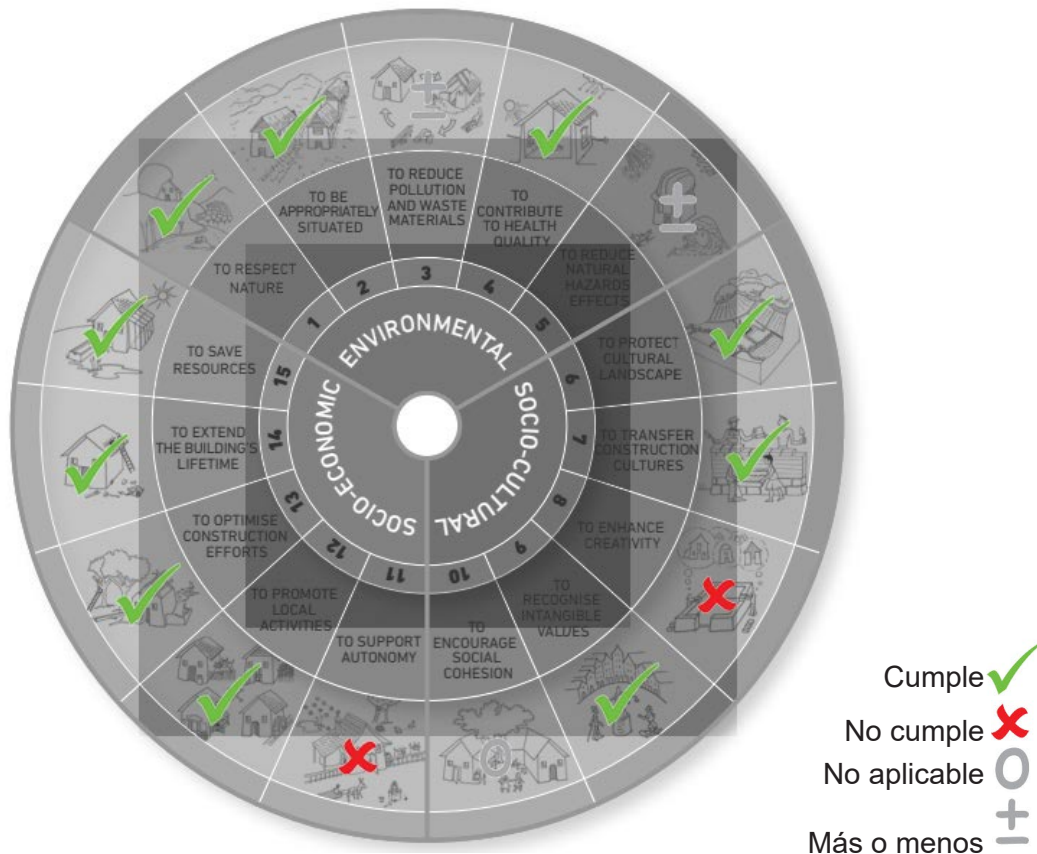 ENVIRONMENTAL
SOCIO-CULTURAL
SOCIO-ECONOMIC
1
TO RESPECT
NATURE
2
TO BE
APPROPRIATELY
SITUATED
3
TO REDUCE
POLLUTION
AND WASTE
MATERIALS
4
TO
CONTRIBUTE
TO HEALTH
QUALITY
5
TO REDUCE
NATURAL
HAZARDS
EFFECTS
6
TO PROTECT
CULTURAL
LANDSCAPE
7
TO TRANSFER
CONSTRUCTION
CULTURES
8
TO ENHANCE
CREATIVITY
9
TO
RECOGNISE
INTANGIBLE
VALUES
10
TO
ENCOURAGE
SOCIAL
COHESION
11
TO SUPPORT
AUTONOMY
12
TO PROMOTE
LOCAL
ACTIVITIES
13
TO OPTIMISE
CONSTRUCTION
EFFORTS
14
TO EXTEND
THE BUILDING'S
LIFETIME
15
TO SAVE
RESOURCES
Cumple
No cumple
No aplicable
Más o menos